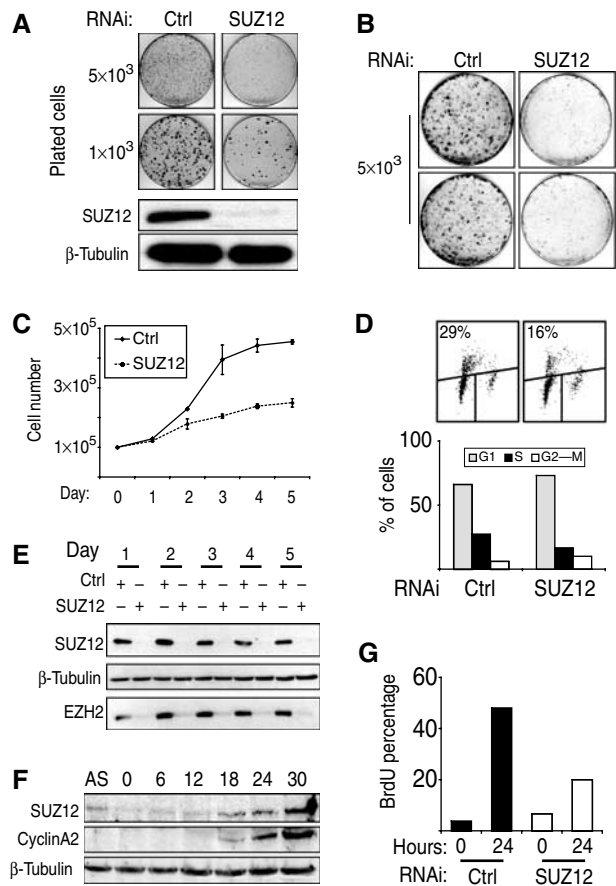 A
RNAi: Ctrl SUZ12
5×10³
1×10³
Plated cells
SUZ12
β-Tubulin
B
RNAi: Ctrl SUZ12
5×10³
C
5×10⁵
3×10⁵
1×10⁵
Cell number
Ctrl
SUZ12
Day: 0 1 2 3 4 5
D
29% 16%
100
50
% of cells
G1 S G2—M
RNAi Ctrl SUZ12
E
Day 1 2 3 4 5
Ctrl + – + – + – + – + –
SUZ12 – + – + – + – + – +
SUZ12
β-Tubulin
EZH2
F
AS 0 6 12 18 24 30
SUZ12
CyclinA2
β-Tubulin
G
60
40
20
BrdU percentage
Hours: 0 24 0 24
RNAi: Ctrl SUZ12